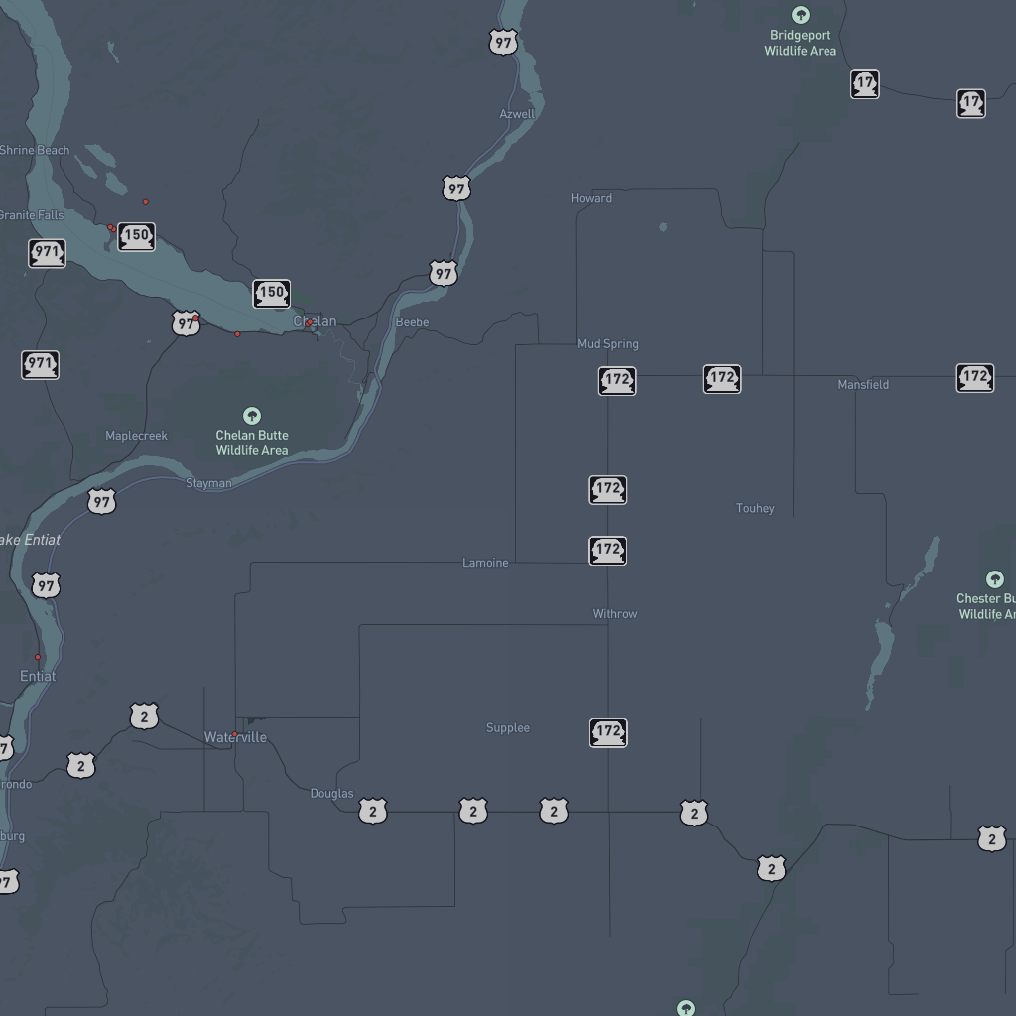 97
Bridgeport
Wildlife Area
17
17
Azwell
Shrine Beach
97
Howard
Granite Falls
150
971
97
150
97
Chelan
Beebe
Mud Spring
971
172
172
172
Mansfield
Chelan Butte
Wildlife Area
Maplecreek
Stayman
172
97
Touhey
ake Entiat
172
Lamoine
97
Chester Bu
Wildlife Ar
Withrow
Entiat
2
Supplee
172
Waterville
7
2
rondo
Douglas
2
2
2
2
burg
2
2
97